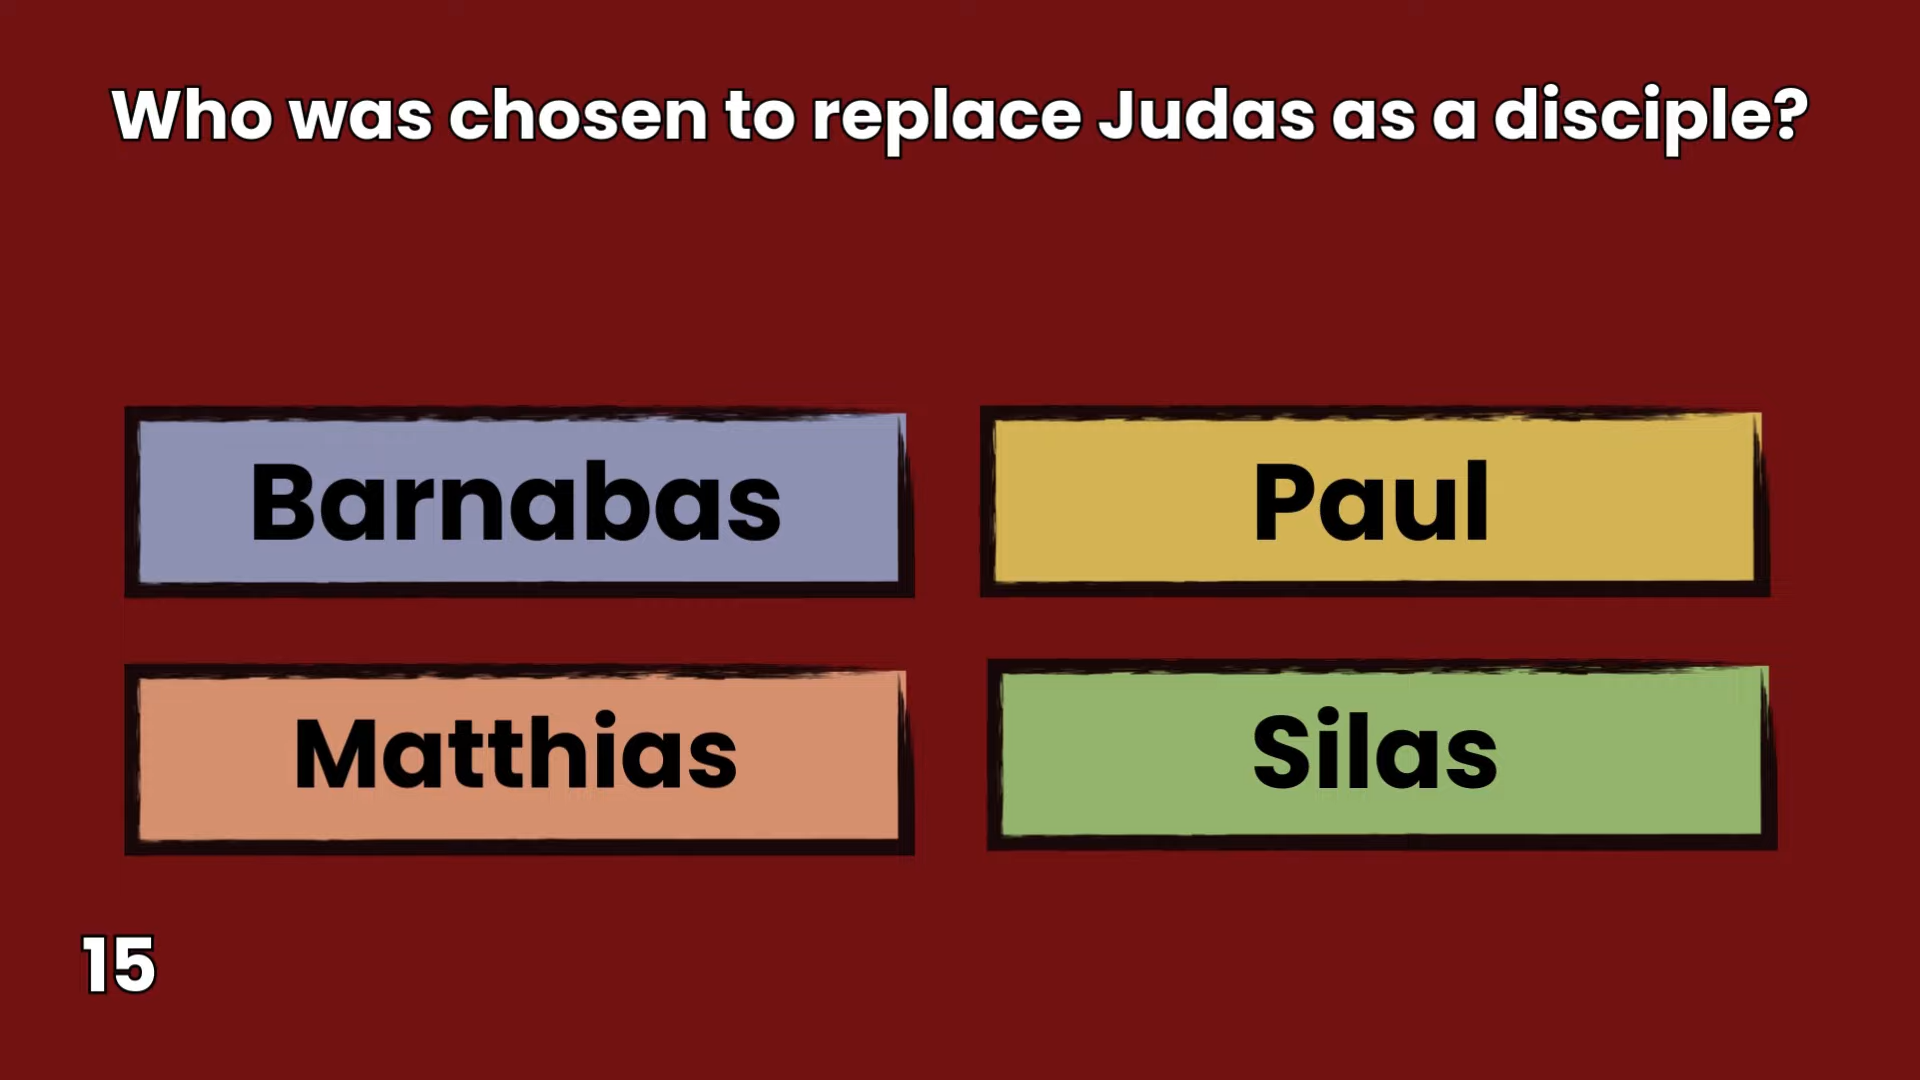 Who was chosen to replace Judas as a disciple?
Barnabas
Paul
Matthias
Silas
15